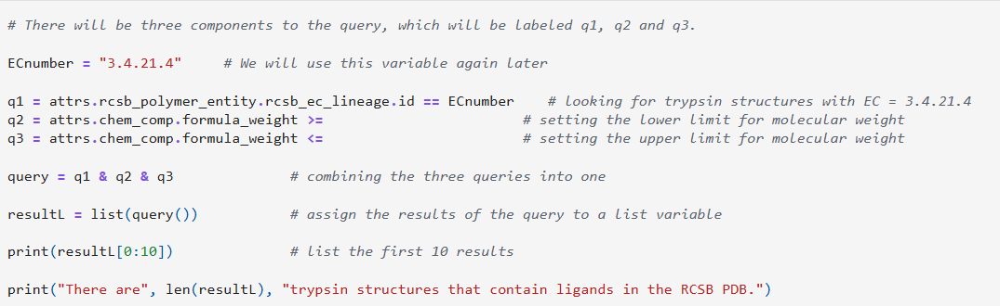 # There will be three components to the query, which will be labeled q1, q2 and q3.
ECnumber = "3.4.21.4"     # We will use this variable again later
q1 = attrs.rcsb_polymer_entity.rcsb_ec_lineage.id == ECnumber    # looking for trypsin structures with EC = 3.4.21.4
q2 = attrs.chem_comp.formula_weight >=                           # setting the lower limit for molecular weight
q3 = attrs.chem_comp.formula_weight <=                           # setting the upper limit for molecular weight
query = q1 & q2 & q3               # combining the three queries into one
resultL = list(query())            # assign the results of the query to a list variable
print(resultL[0:10])               # list the first 10 results
print("There are", len(resultL), "trypsin structures that contain ligands in the RCSB PDB.")